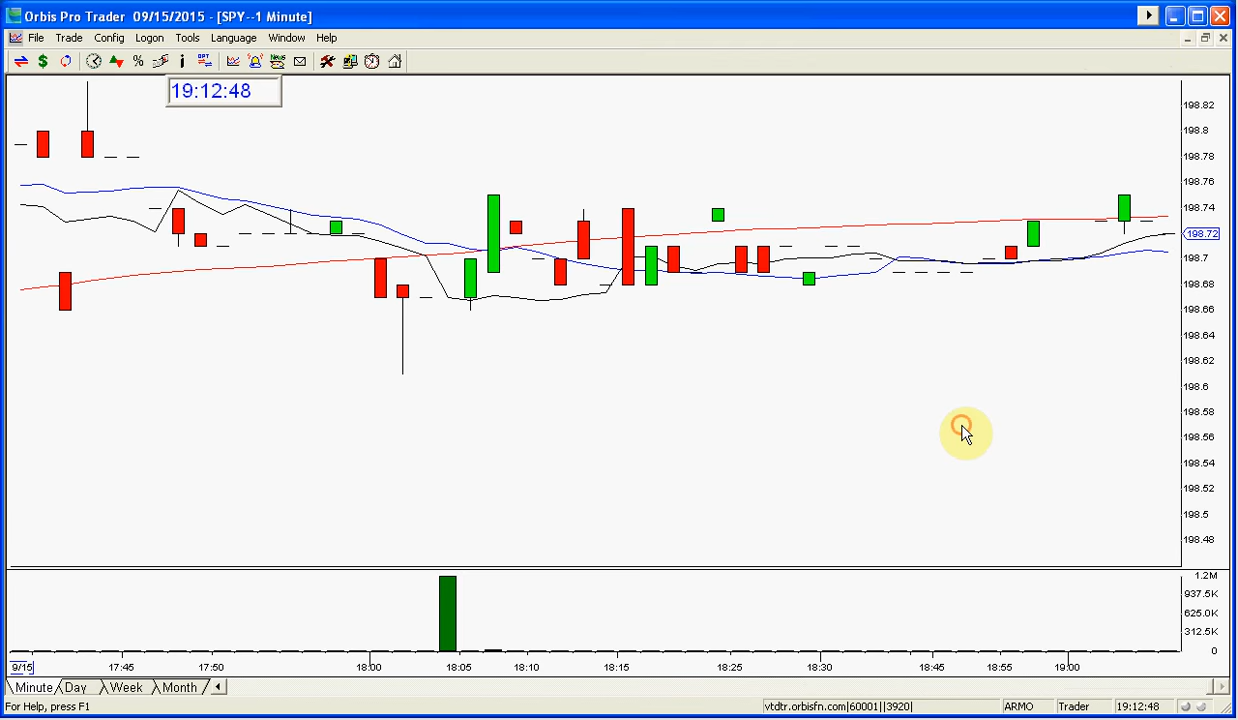 Orbis Pro Trader 09/15/2015 - [SPY--1 Minute]
File Trade Config Logon Tools Language Window Help
19:12:48
198.82
198.8
198.78
198.76
198.74
198.72
198.7
198.68
198.66
198.64
198.62
198.6
198.58
198.56
198.54
198.52
198.5
198.48
1.2M
937.5K
625.0K
312.5K
0
9/15 17:45 17:50 18:00 18:05 18:10 18:15 18:25 18:30 18:45 18:55 19:00
Minute Day Week Month
For Help, press F1 vtdtr.orbisfn.com|60001||3920| ARMO Trader 19:12:48